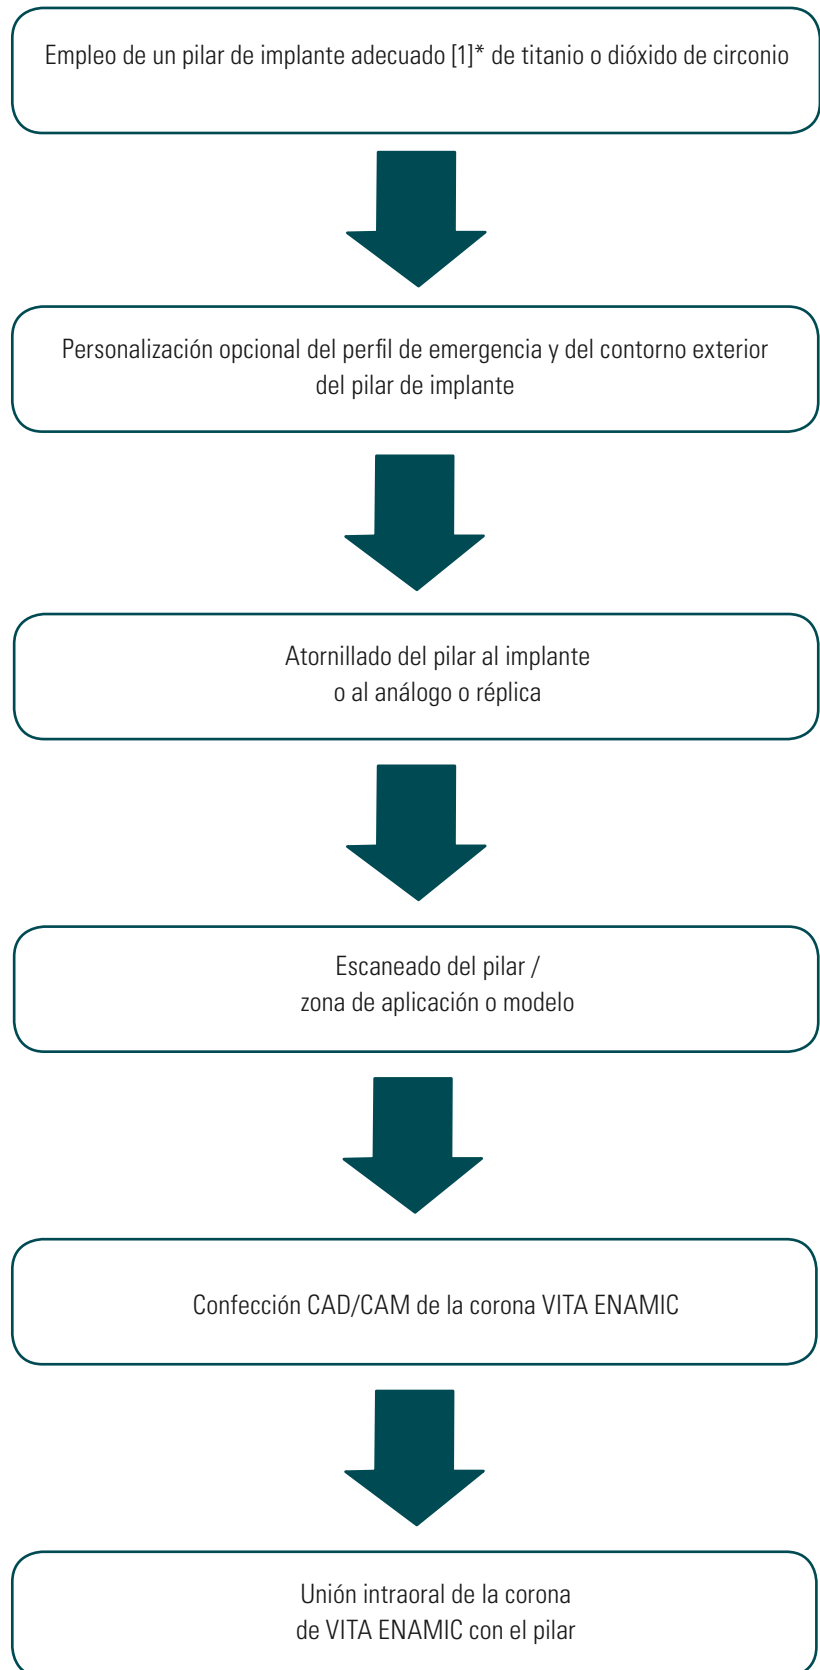 Empleo de un pilar de implante adecuado [1]* de titanio o dióxido de circonio
Personalización opcional del perfil de emergencia y del contorno exterior
del pilar de implante
Atornillado del pilar al implante
o al análogo o réplica
Escaneado del pilar /
zona de aplicación o modelo
Confección CAD/CAM de la corona VITA ENAMIC
Unión intraoral de la corona
de VITA ENAMIC con el pilar